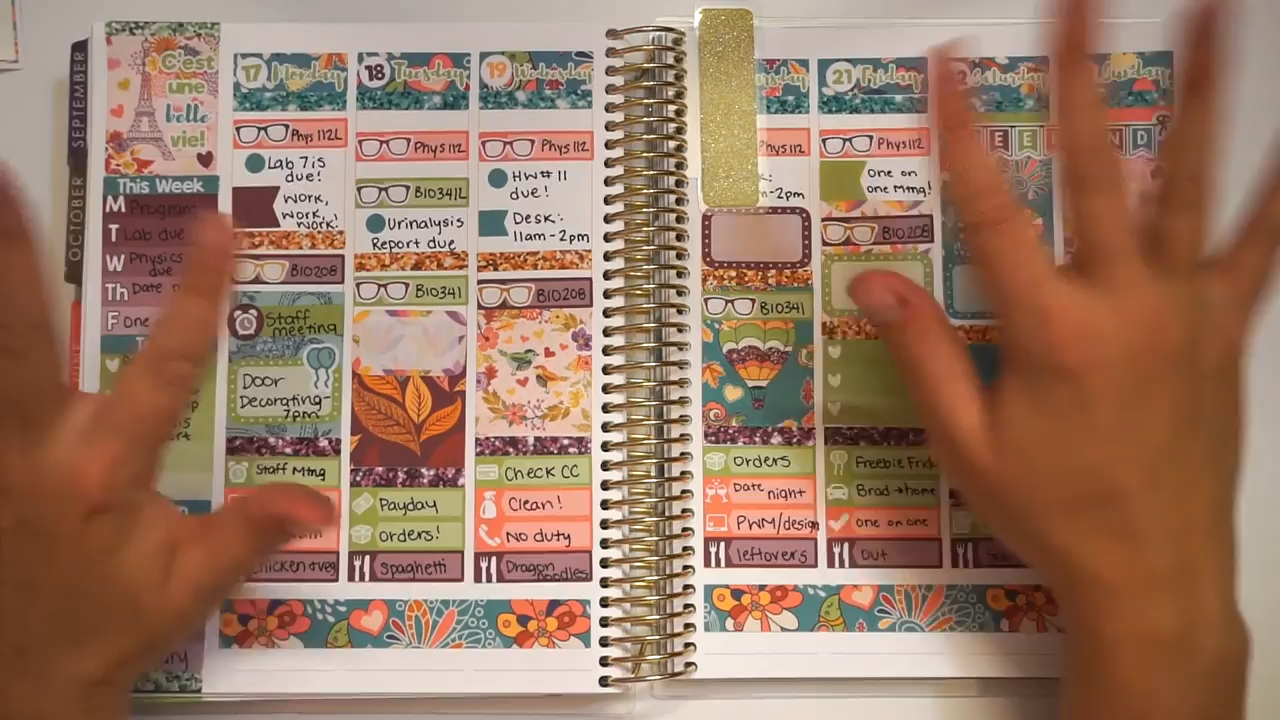 SEPTEMBER
OCTOBER
C'est
une
belle
vie!
This Week
M
T Lab due
W Physics
due
Th Date
F One
17 Monday
Phys 112L
Lab 7 is
due!
WORK,
WORK,
WORK!
BIO208
Staff
meeting
Door
Decorating-
7pm
Staff Mtng
chicken + veg
18 Tuesday
Phys 112
BIO341L
Urinalysis
Report due
BIO341
Payday
orders!
spaghetti
19 Wednesday
Phys 112
HW# 11
due!
Desk:
11am-2pm
BIO208
Check CC
Clean!
No duty
Dragon
noodles
-2pm
BIO341
orders
Date night
PWM/design
leftovers
21 Friday
Phys 112
one on
one Mtng!
BIO208
Freebie
Brad → home
one on one
out
Saturday
Sunday